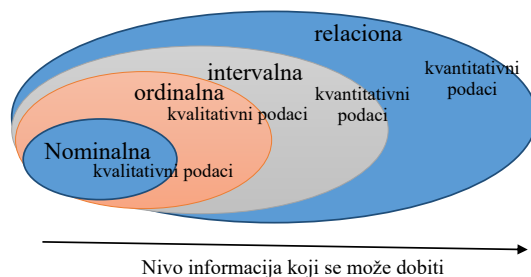 relaciona
intervalna
kvantitativni
podaci
ordinalna
kvalitativni podaci
kvantitativni
podaci
Nominalna
kvalitativni podaci
Nivo informacija koji se može dobiti